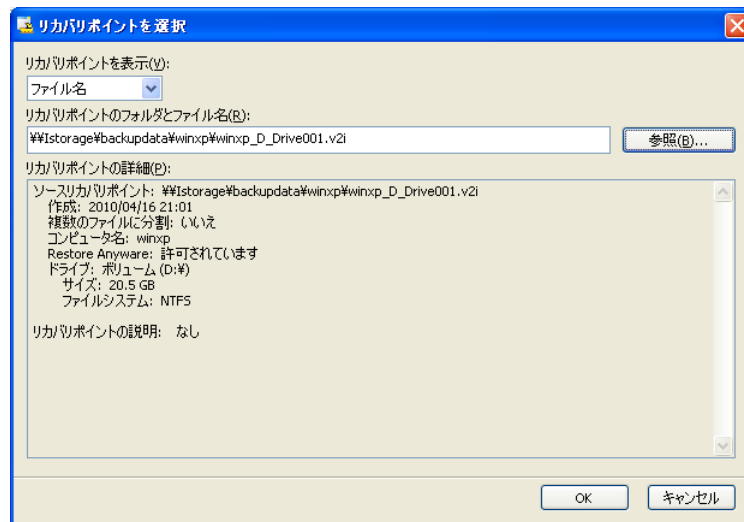 リカバリポイントを選択
リカバリポイントを表示(V):
ファイル名
リカバリポイントのフォルダとファイル名(R):
¥¥Istorage¥backupdata¥winxp¥winxp_D_Drive001.v2i
参照(B)...
リカバリポイントの詳細(P):
ソースリカバリポイント: ¥¥Istorage¥backupdata¥winxp¥winxp_D_Drive001.v2i
作成: 2010/04/16 21:01
複数のファイルに分割: いいえ
コンピュータ名: winxp
Restore Anyware: 許可されています
ドライブ: ボリューム (D:¥)
サイズ: 20.5 GB
ファイルシステム: NTFS
リカバリポイントの説明: なし
OK
キャンセル